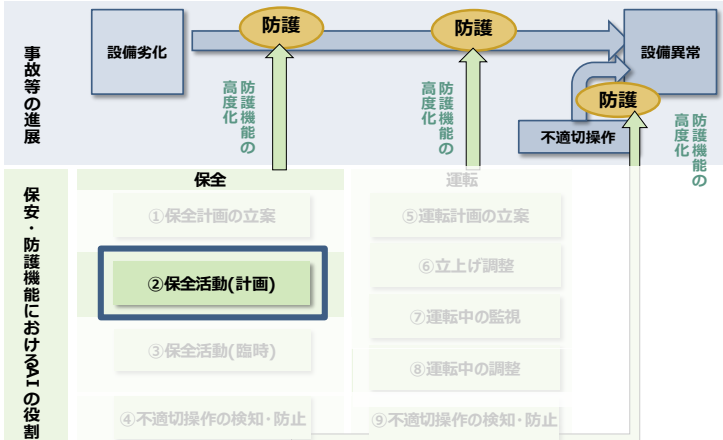 事故等の進展
設備劣化
防護
防護
設備異常
防護
不適切操作
防護機能の
高度化
防護機能の
高度化
防護機能の
高度化
保安・防護機能におけるAIの役割
保全
①保全計画の立案
②保全活動(計画)
③保全活動(臨時)
④不適切操作の検知・防止
運転
⑤運転計画の立案
⑥立上げ調整
⑦運転中の監視
⑧運転中の調整
⑨不適切操作の検知・防止